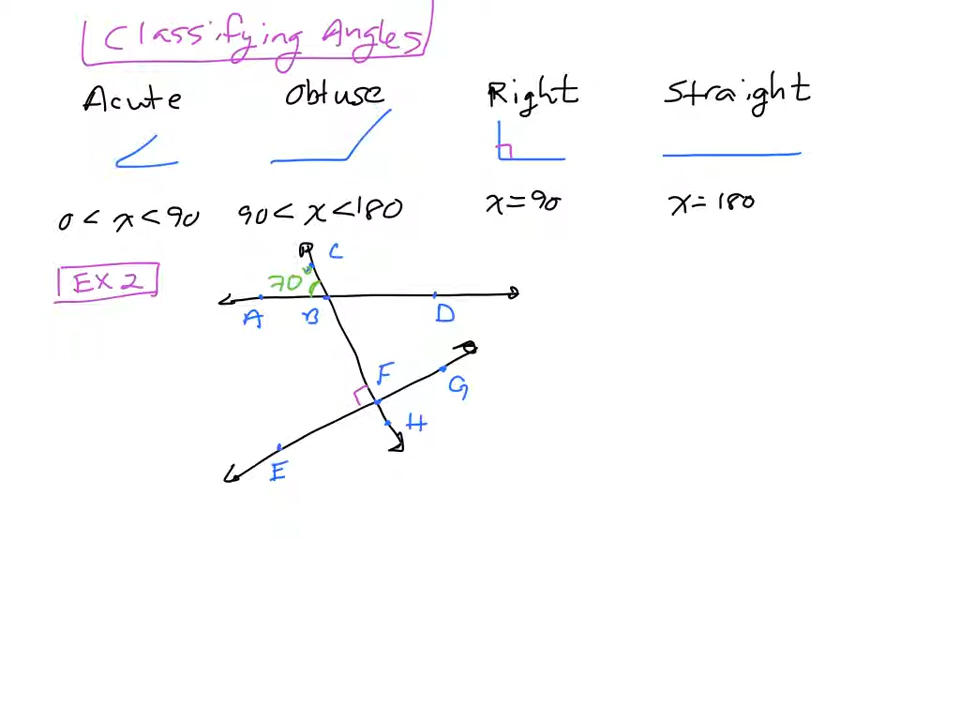 Classifying Angles
Acute Obtuse Right Straight
0 < x < 90 90 < x < 180 x = 90 x = 180
EX 2
C
70°
A B D
F
G
H
E